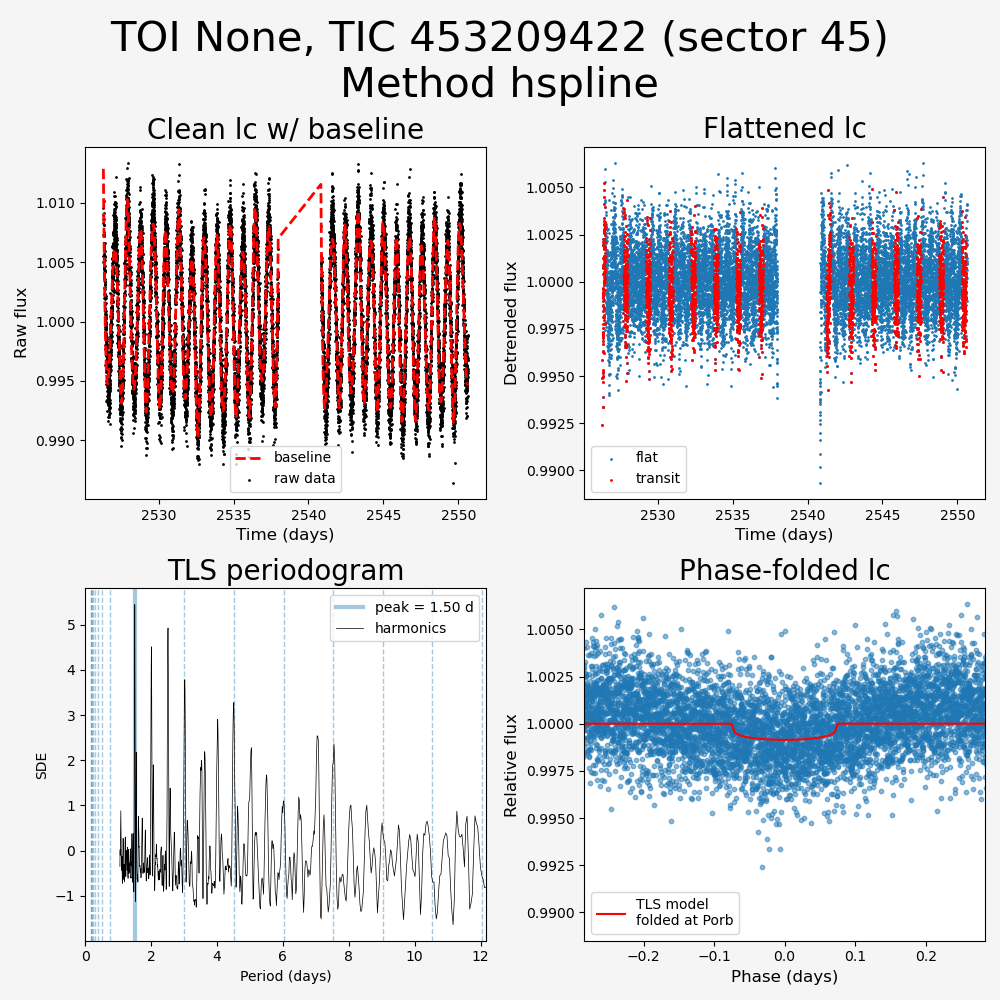 TOI None, TIC 453209422 (sector 45)
Method hspline
Clean lc w/ baseline
Raw flux
1.010
1.005
1.000
0.995
0.990
baseline
raw data
2530
2535
2540
2545
2550
Time (days)
Flattened lc
Detrended flux
1.0050
1.0025
1.0000
0.9975
0.9950
0.9925
0.9900
flat
transit
2530
2535
2540
2545
2550
Time (days)
TLS periodogram
SDE
5
4
3
2
1
0
−1
peak = 1.50 d
harmonics
0
2
4
6
8
10
12
Period (days)
Phase-folded lc
Relative flux
1.0050
1.0025
1.0000
0.9975
0.9950
0.9925
0.9900
TLS model
folded at Porb
−0.2
−0.1
0.0
0.1
0.2
Phase (days)